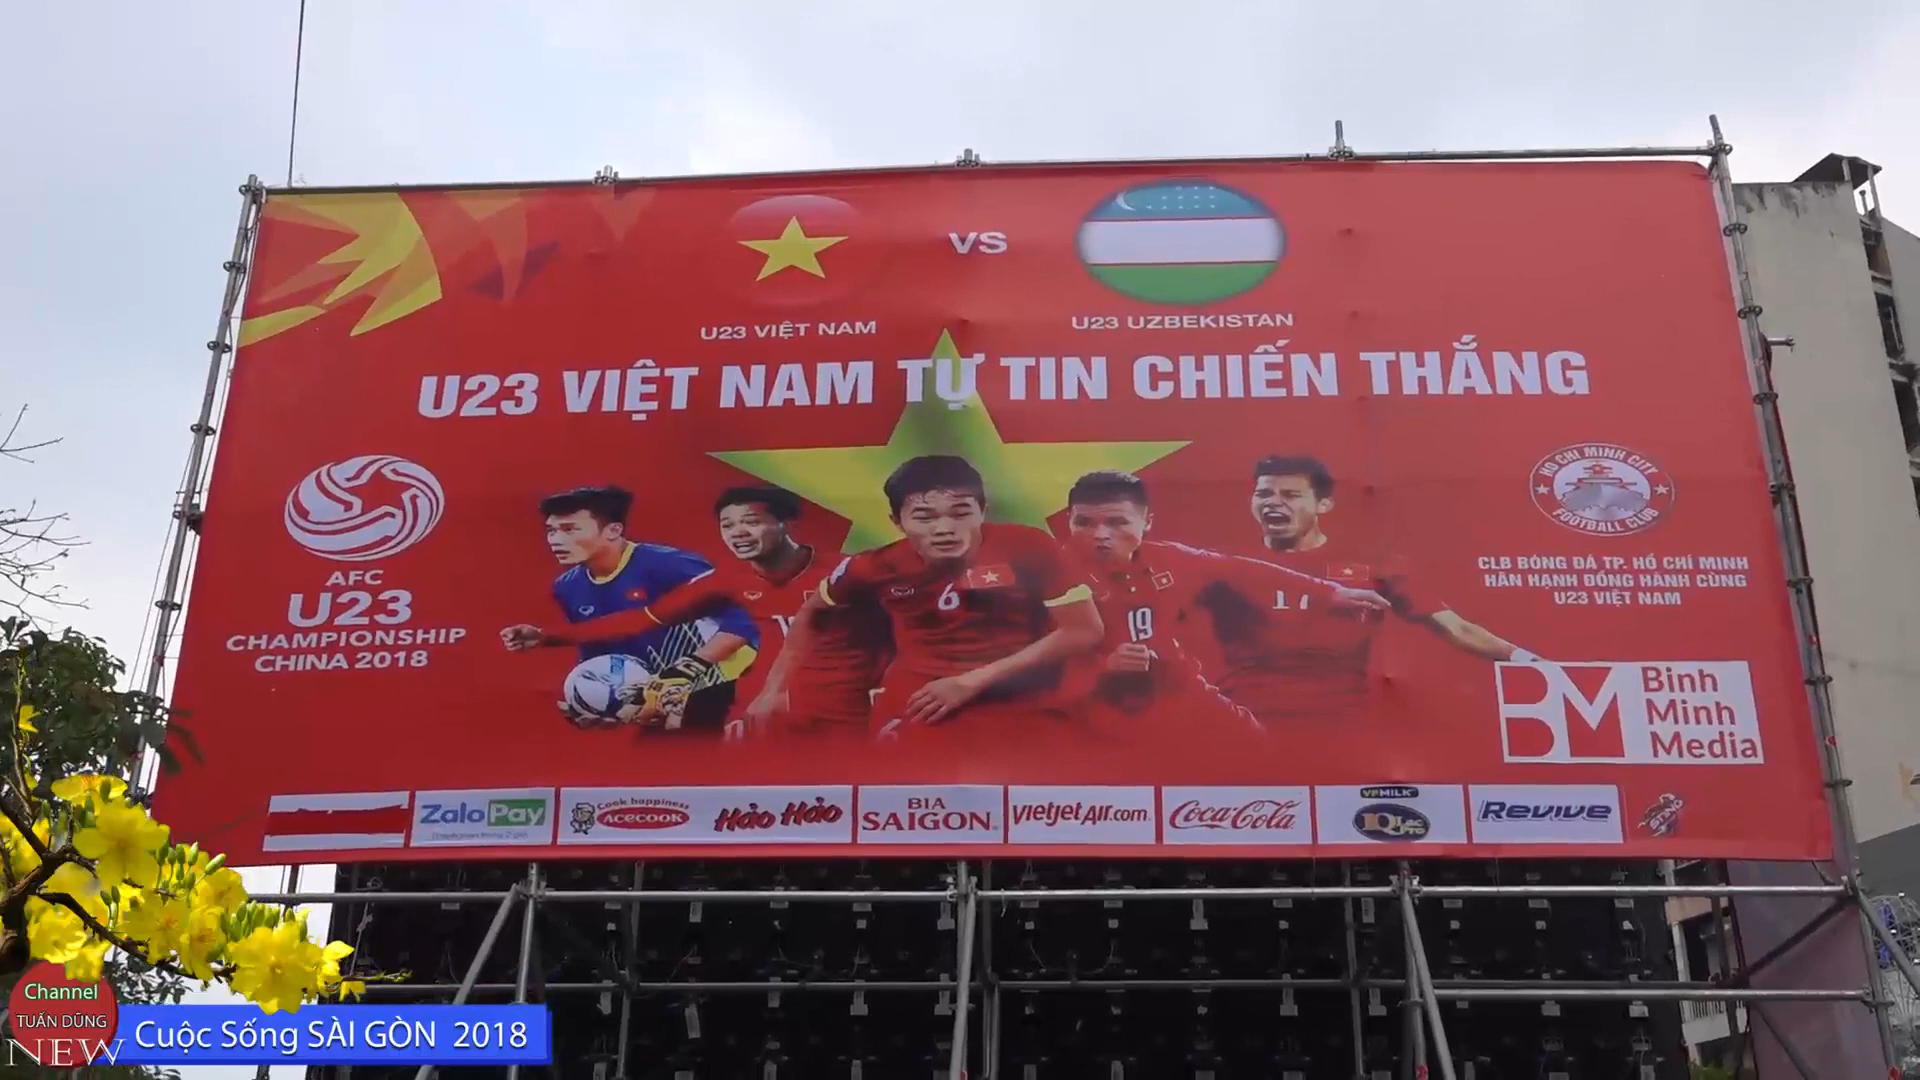 VS
U23 VIỆT NAM
U23 UZBEKISTAN
U23 VIỆT NAM TỰ TIN CHIẾN THẮNG
AFC
U23
CHAMPIONSHIP
CHINA 2018
6
19
17
HO CHI MINH CITY
FOOTBALL CLUB
CLB BÓNG ĐÁ TP. HỒ CHÍ MINH
HÂN HẠNH ĐỒNG HÀNH CÙNG
U23 VIỆT NAM
BM
Binh
Minh
Media
ZaloPay
Cook happiness
ACECOOK
Hảo Hảo
BIA
SAIGON
Vietjet Air.com
Coca-Cola
VPMILK
Revive
STING
Channel
TUẤN DŨNG
NEW
Cuộc Sống SÀI GÒN 2018